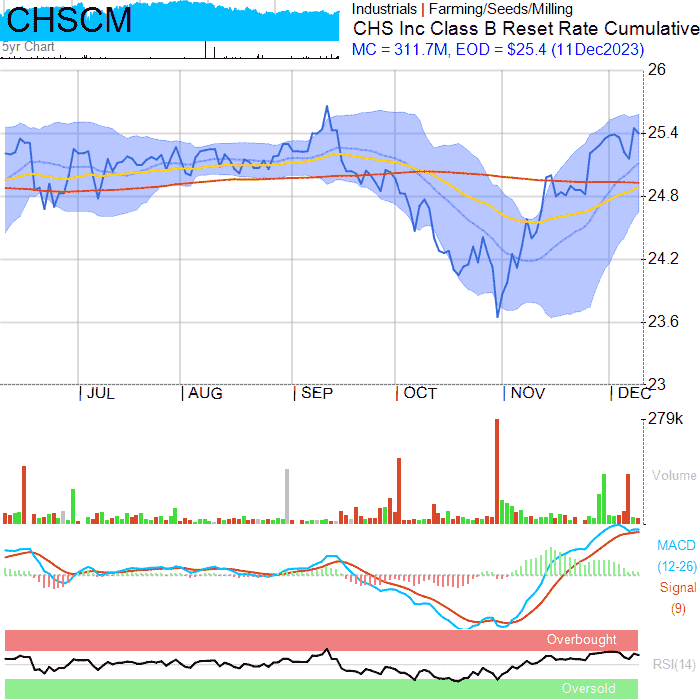 CHSCM
5yr Chart
Industrials | Farming/Seeds/Milling
CHS Inc Class B Reset Rate Cumulative
MC = 311.7M, EOD = $25.4 (11Dec2023)
26
25.4
24.8
24.2
23.6
23
JUL AUG SEP OCT NOV DEC
279k
Volume
MACD
(12-26)
Signal
(9)
Overbought
RSI(14)
Oversold